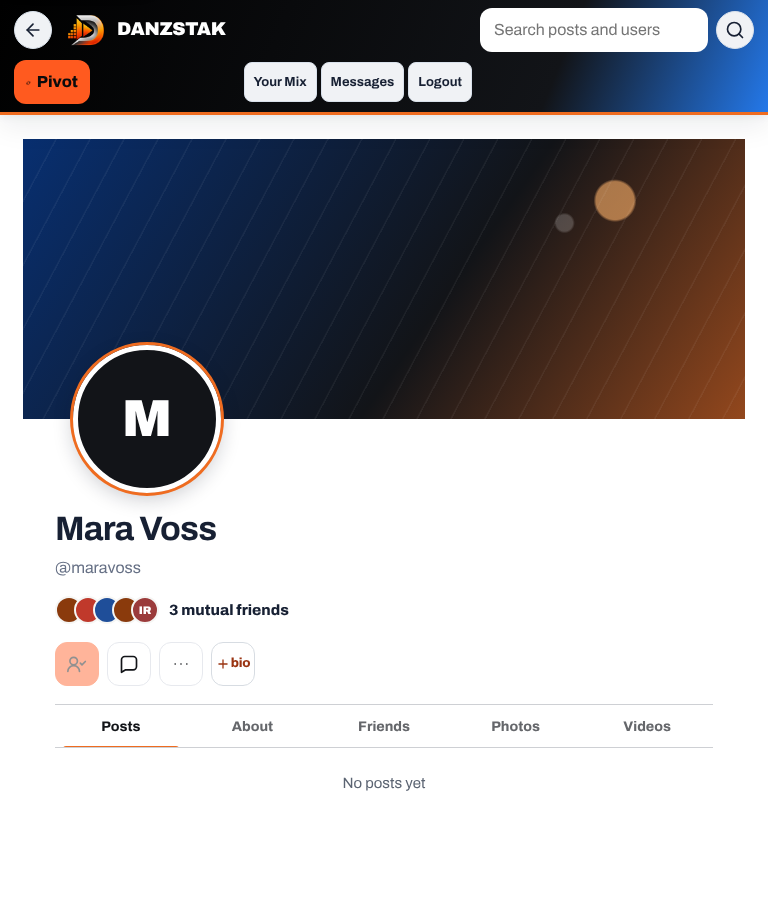 DANZSTAK
Search posts and users
Pivot
Your Mix
Messages
Logout
M
Mara Voss
@maravoss
IR
3 mutual friends
+ bio
Posts
About
Friends
Photos
Videos
No posts yet